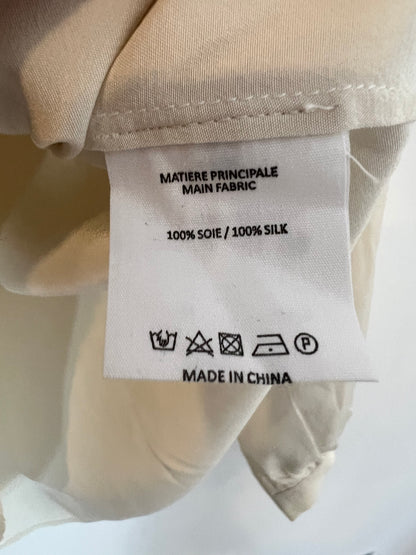 MATIERE PRINCIPALE
MAIN FABRIC
100% SOIE / 100% SILK
P
MADE IN CHINA